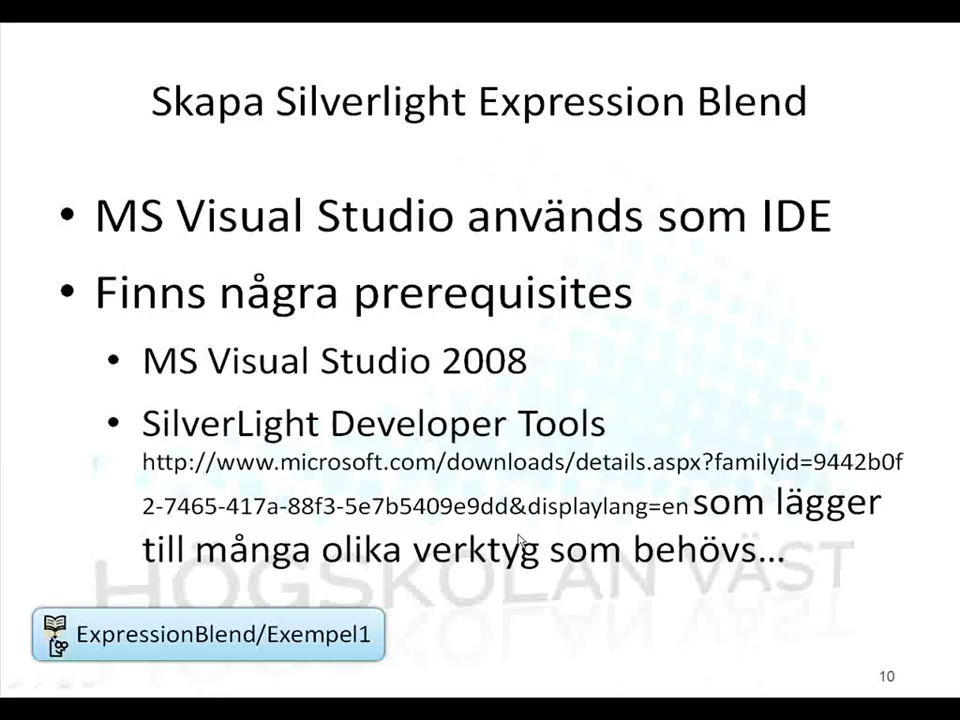 Skapa Silverlight Expression Blend
• MS Visual Studio används som IDE
• Finns några prerequisites
• MS Visual Studio 2008
• SilverLight Developer Tools
http://www.microsoft.com/downloads/details.aspx?familyid=9442b0f
2-7465-417a-88f3-5e7b5409e9dd&displaylang=en som lägger
till många olika verktyg som behövs...
HÖGSKOLAN VÄST
ExpressionBlend/Exempel1
10